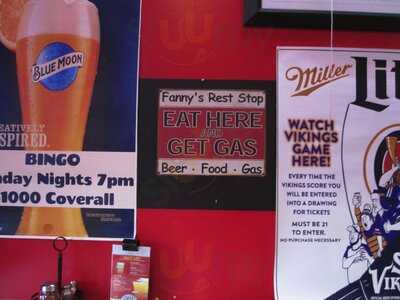 BLUE MOON
EATIVELY
SPIRED.
BINGO
nday Nights 7pm
1000 Coverall
Fanny's Rest Stop
EAT HERE
AND
GET GAS
Beer · Food · Gas
Miller
Lit
WATCH
VIKINGS
GAME
HERE!
EVERY TIME THE
VIKINGS SCORE YOU
WILL BE ENTERED
INTO A DRAWING
FOR TICKETS
MUST BE 21
TO ENTER.
NO PURCHASE NECESSARY
VIK